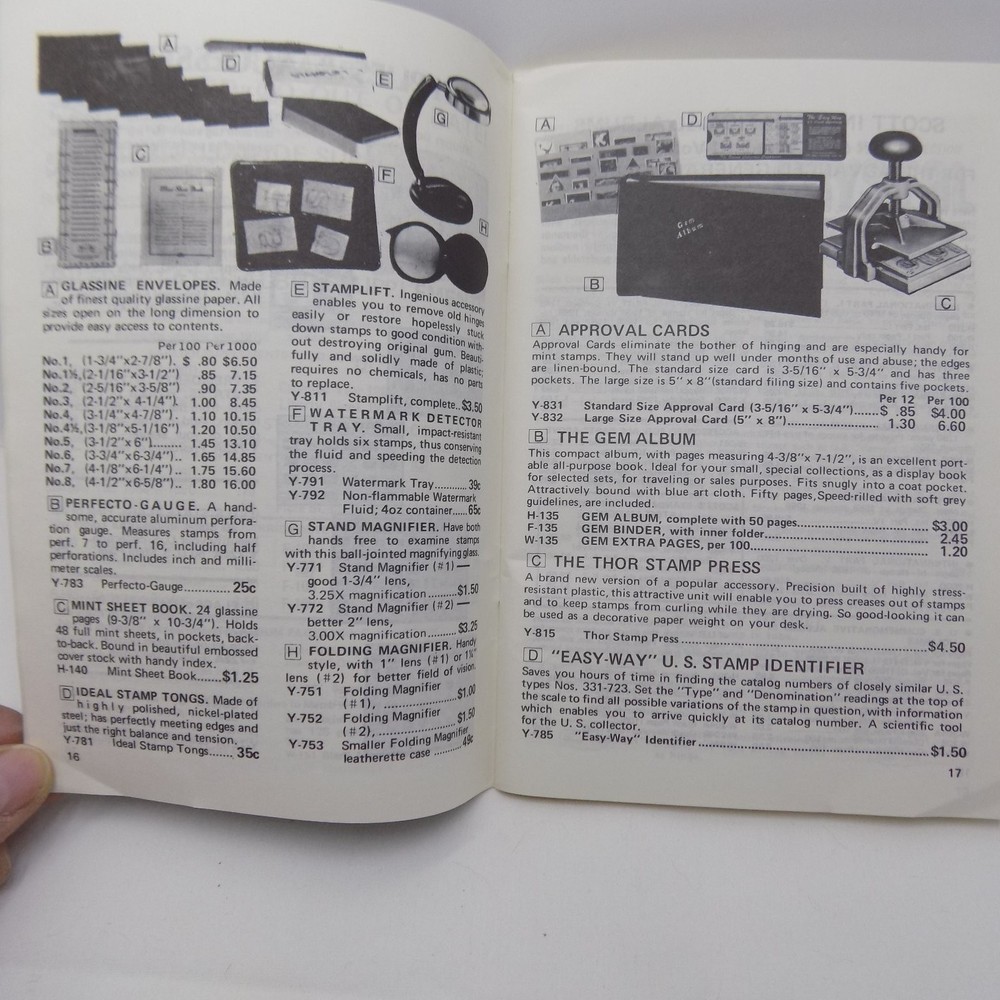 A
D
E
G
C
F
H
B
A GLASSINE ENVELOPES. Made
of finest quality glassine paper. All
sizes open on the long dimension to
provide easy access to contents.
Per 100 Per 1000
No.1, (1-3/4"x2-7/8"). $ .80 $6.50
No.1½,(2-1/16"x3-1/2") .85 7.15
No.2, (2-5/16"x3-5/8") .90 7.35
No.3, (2-1/2"x 4-1/4"). 1.00 8.45
No.4, (3-1/4"x4-7/8"). 1.10 10.15
No.4½,(3-1/8"x5-1/16") 1.20 10.50
No.5, (3-1/2"x 6")........ 1.45 13.10
No.6, (3-3/4"x6-3/4").. 1.65 14.85
No.7, (4-1/8"x6-1/4").. 1.75 15.60
No.8, (4-1/2"x6-5/8").. 1.80 16.00
B PERFECTO-GAUGE. A hand-
some, accurate aluminum perfora-
tion gauge. Measures stamps from
perf. 7 to perf. 16, including half
perforations. Includes inch and milli-
meter scales.
Y-783 Perfecto-Gauge............25c
C MINT SHEET BOOK. 24 glassine
pages (9-3/8" x 10-3/4"). Holds
48 full mint sheets, in pockets, back-
to-back. Bound in beautiful embossed
cover stock with handy index.
H-140 Mint Sheet Book.......$1.25
D IDEAL STAMP TONGS. Made of
highly polished, nickel-plated
steel; has perfectly meeting edges and
just the right balance and tension.
Y-781 Ideal Stamp Tongs....... 35c
16
E STAMPLIFT. Ingenious accessory
enables you to remove old hinges
easily or restore hopelessly stuck
down stamps to good condition with-
out destroying original gum. Beauti-
fully and solidly made of plastic;
requires no chemicals, has no parts
to replace.
Y-811 Stamplift, complete..$3.50
F WATERMARK DETECTOR
TRAY. Small, impact-resistant
tray holds six stamps, thus conserving
the fluid and speeding the detection
process.
Y-791 Watermark Tray............39c
Y-792 Non-flammable Watermark
Fluid; 4oz container.....65c
G STAND MAGNIFIER. Have both
hands free to examine stamps
with this ball-jointed magnifying glass.
Y-771 Stand Magnifier (#1) —
good 1-3/4" lens,
3.25X magnification........$1.50
Y-772 Stand Magnifier (#2) —
better 2" lens,
3.00X magnification........$3.25
H FOLDING MAGNIFIER. Handy
style, with 1" lens (#1) or 1¼"
lens (#2) for better field of vision.
Y-751 Folding Magnifier
(#1), ....................$1.00
Y-752 Folding Magnifier
(#2), ....................$1.50
Y-753 Smaller Folding Magnifier
leatherette case ..........49c
A
D
The Easy Way
Gem
Album
B
C
A APPROVAL CARDS
Approval Cards eliminate the bother of hinging and are especially handy for
mint stamps. They will stand up well under months of use and abuse; the edges
are linen-bound. The standard card size is 3-5/16" x 5-3/4" and has three
pockets. The large size is 5" x 8"(standard filing size) and contains five pockets.
Per 12 Per 100
Y-831 Standard Size Approval Card (3-5/16" x 5-3/4")......$ .85 $4.00
Y-832 Large Size Approval Card (5" x 8").................. 1.30 6.60
B THE GEM ALBUM
This compact album, with pages measuring 4-3/8"x 7-1/2", is an excellent port-
able all-purpose book. Ideal for your small, special collections, as a display book
for selected sets, for traveling or sales purposes. Fits snugly into a coat pocket.
Attractively bound with blue art cloth. Fifty pages,Speed-rilled with soft grey
guidelines, are included.
H-135 GEM ALBUM, complete with 50 pages..............................$3.00
F-135 GEM BINDER, with inner folder.................................... 2.45
W-135 GEM EXTRA PAGES, per 100....................................... 1.20
C THE THOR STAMP PRESS
A brand new version of a popular accessory. Precision built of highly stress-
resistant plastic, this attractive unit will enable you to press creases out of stamps
and to keep stamps from curling while they are drying. So good-looking it can
be used as a decorative paper weight on your desk.
Y-815 Thor Stamp Press ..................................................$4.50
D "EASY-WAY" U. S. STAMP IDENTIFIER
Saves you hours of time in finding the catalog numbers of closely similar U. S.
types Nos. 331-723. Set the "Type" and "Denomination" readings at the top of
the scale to find all possible variations of the stamp in question, with information
which enables you to arrive quickly at its catalog number. A scientific tool
for the U. S. collector.
Y-785 "Easy-Way" Identifier..............................................$1.50
17